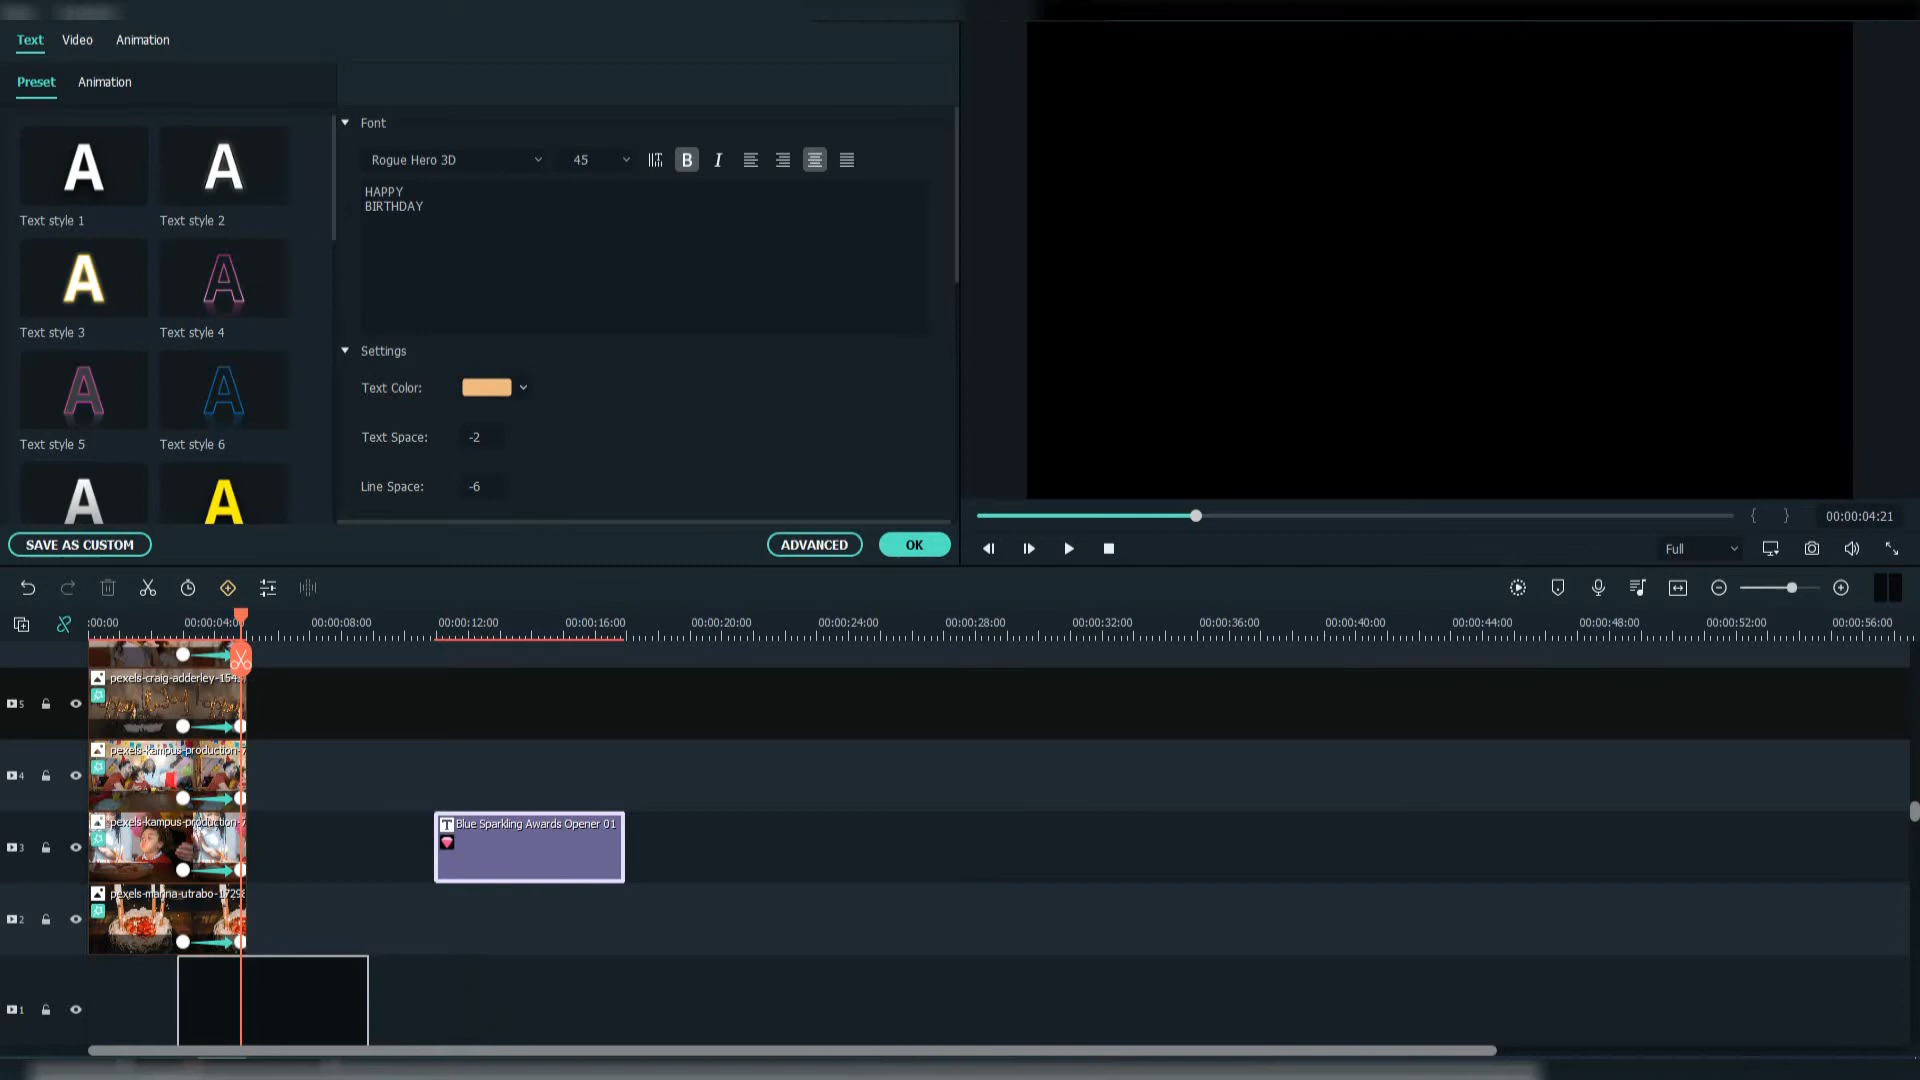 Text Video Animation
Preset Animation
Font
Rogue Hero 3D 45 B I
HAPPY
BIRTHDAY
A A
Text style 1 Text style 2
A A
Text style 3 Text style 4
A A
Text style 5 Text style 6
A A
Settings
Text Color:
Text Space: -2
Line Space: -6
SAVE AS CUSTOM ADVANCED OK
{ } 00:00:04:21
Full
:00:00 00:00:04:0 00:00:08:00 00:00:12:00 00:00:16:00 00:00:20:00 00:00:24:00 00:00:28:00 00:00:32:00 00:00:36:00 00:00:40:00 00:00:44:00 00:00:48:00 00:00:52:00 00:00:56:00
5 pexels-craig-adderley-154
4 pexels-kampus-production-7
3 pexels-kampus-production-7
T Blue Sparkling Awards Opener 01
2 pexels-marina-utrabo-1729
1